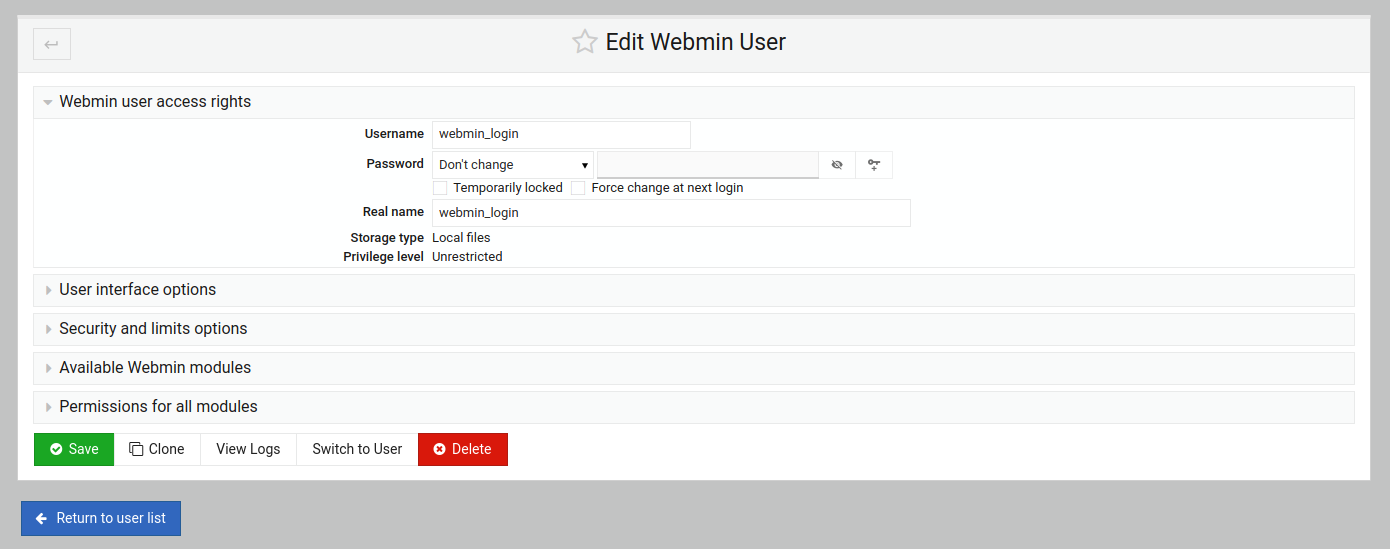 Edit Webmin User
Webmin user access rights
Username webmin_login
Password Don't change
Temporarily locked Force change at next login
Real name webmin_login
Storage type Local files
Privilege level Unrestricted
User interface options
Security and limits options
Available Webmin modules
Permissions for all modules
Save Clone View Logs Switch to User Delete
Return to user list